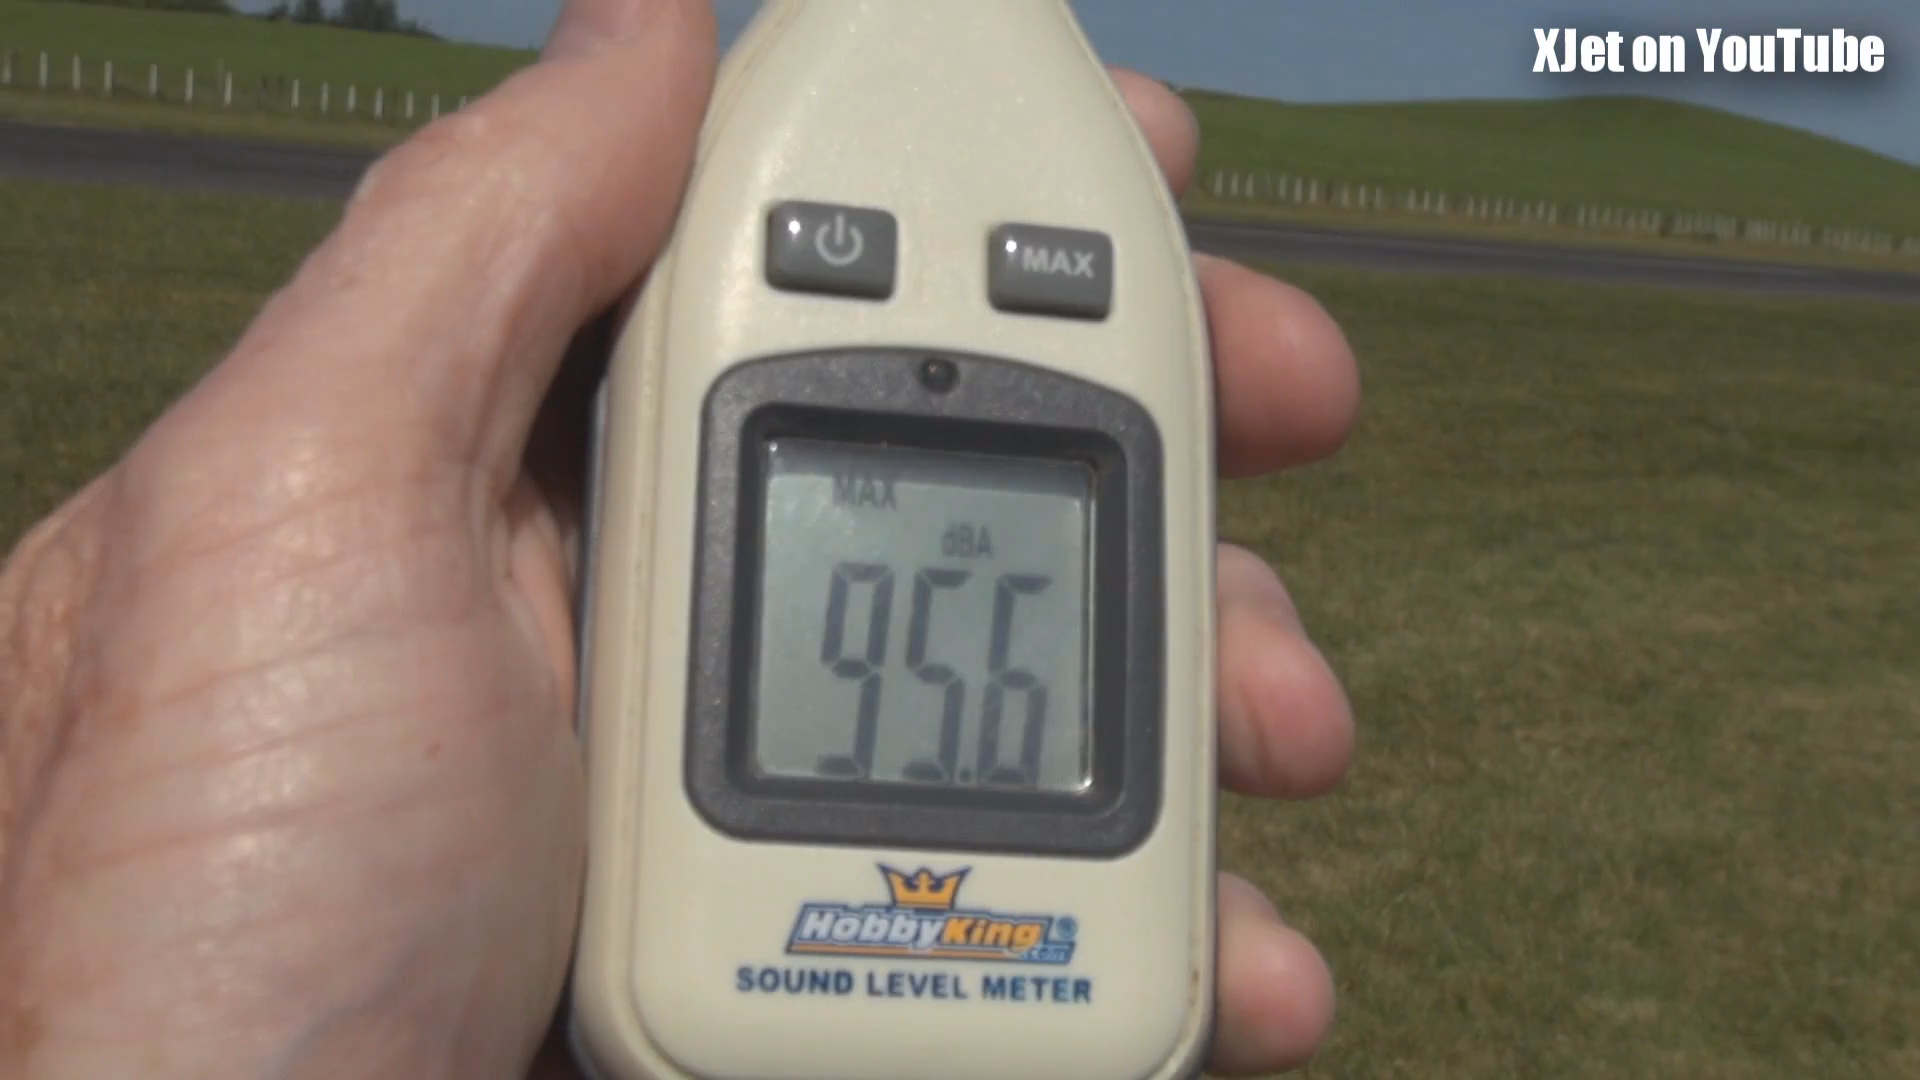 XJet on YouTube
MAX
MAX
dBA
95.6
HobbyKing
.com
SOUND LEVEL METER